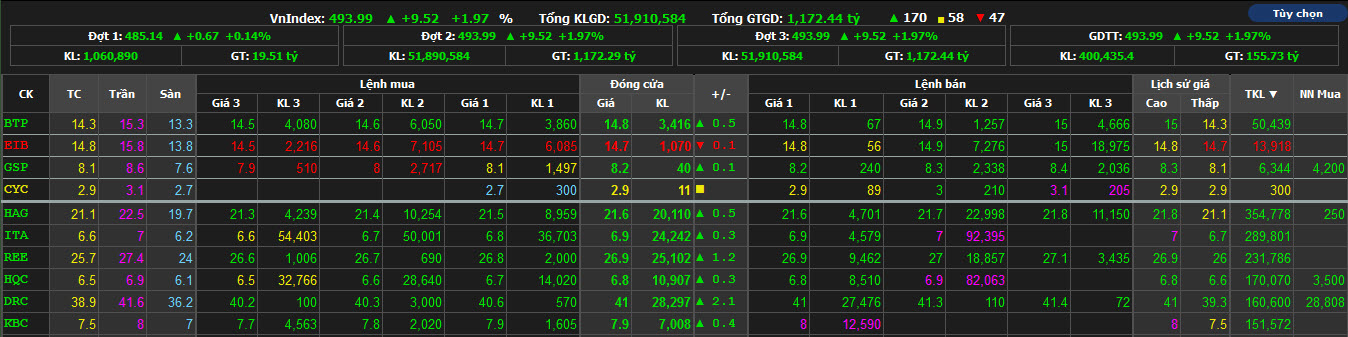 VnIndex: 493.99 ▲ +9.52 +1.97 % Tổng KLGD: 51,910,584 Tổng GTGD: 1,172.44 tỷ ▲ 170 ■ 58 ▼ 47 Tùy chọn
Đợt 1: 485.14 ▲ +0.67 +0.14% Đợt 2: 493.99 ▲ +9.52 +1.97% Đợt 3: 493.99 ▲ +9.52 +1.97% GDTT: 493.99 ▲ +9.52 +1.97%
KL: 1,060,890 GT: 19.51 tỷ KL: 51,890,584 GT: 1,172.29 tỷ KL: 51,910,584 GT: 1,172.44 tỷ KL: 400,435.4 GT: 155.73 tỷ
CK TC Trần Sàn Lệnh mua Đóng cửa +/- Lệnh bán Lịch sử giá TKL ▼ NN Mua
Giá 3 KL 3 Giá 2 KL 2 Giá 1 KL 1 Giá KL Giá 1 KL 1 Giá 2 KL 2 Giá 3 KL 3 Cao Thấp
BTP 14.3 15.3 13.3 14.5 4,080 14.6 6,050 14.7 3,860 14.8 3,416 ▲ 0.5 14.8 67 14.9 1,257 15 4,666 15 14.3 50,439
EIB 14.8 15.8 13.8 14.5 2,216 14.6 7,105 14.7 6,085 14.7 1,070 ▼ 0.1 14.8 56 14.9 7,276 15 18,975 14.8 14.7 13,918
GSP 8.1 8.6 7.6 7.9 510 8 2,717 8.1 1,497 8.2 40 ▲ 0.1 8.2 240 8.3 2,338 8.4 2,036 8.3 8.1 6,344 4,200
CYC 2.9 3.1 2.7 2.7 300 2.9 11 ■ 2.9 89 3 210 3.1 205 2.9 2.9 300
HAG 21.1 22.5 19.7 21.3 4,239 21.4 10,254 21.5 8,959 21.6 20,110 ▲ 0.5 21.6 4,701 21.7 22,998 21.8 11,150 21.8 21.1 354,778 250
ITA 6.6 7 6.2 6.6 54,403 6.7 50,001 6.8 36,703 6.9 24,242 ▲ 0.3 6.9 4,579 7 92,395 7 6.7 289,801
REE 25.7 27.4 24 26.6 1,006 26.7 690 26.8 2,000 26.9 25,102 ▲ 1.2 26.9 9,462 27 18,857 27.1 3,435 26.9 26 231,786
HQC 6.5 6.9 6.1 6.5 32,766 6.6 28,640 6.7 14,020 6.8 10,907 ▲ 0.3 6.8 8,510 6.9 82,063 6.8 6.6 170,070 3,500
DRC 38.9 41.6 36.2 40.2 100 40.3 3,000 40.6 570 41 28,297 ▲ 2.1 41 27,476 41.3 110 41.4 72 41 39.3 160,600 28,808
KBC 7.5 8 7 7.7 4,563 7.8 2,020 7.9 1,605 7.9 7,008 ▲ 0.4 8 12,590 8 7.5 151,572